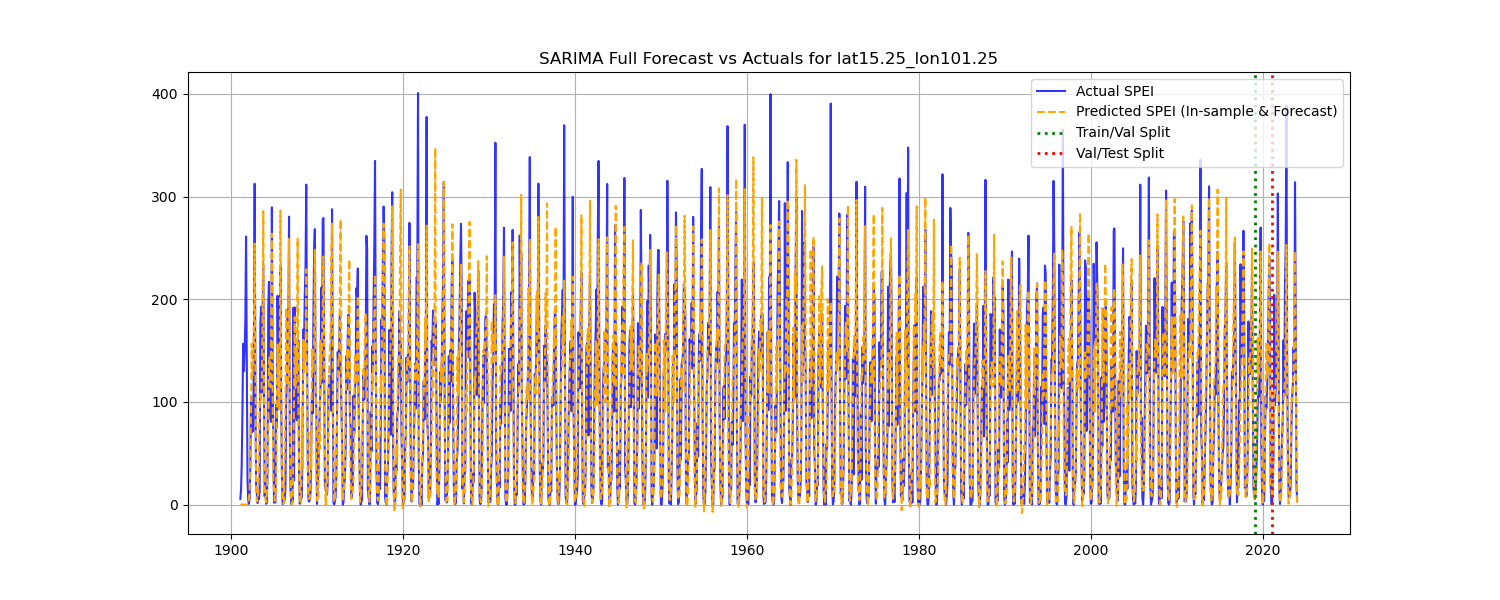 SARIMA Full Forecast vs Actuals for lat15.25_lon101.25
400
300
200
100
0
Actual SPEI
Predicted SPEI (In-sample & Forecast)
Train/Val Split
Val/Test Split
1900 1920 1940 1960 1980 2000 2020